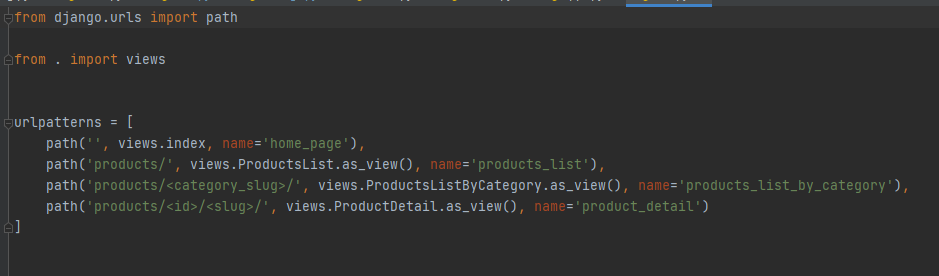 from django.urls import path
from . import views
urlpatterns = [
path('', views.index, name='home_page'),
path('products/', views.ProductsList.as_view(), name='products_list'),
path('products/<category_slug>/', views.ProductsListByCategory.as_view(), name='products_list_by_category'),
path('products/<id>/<slug>/', views.ProductDetail.as_view(), name='product_detail')
]